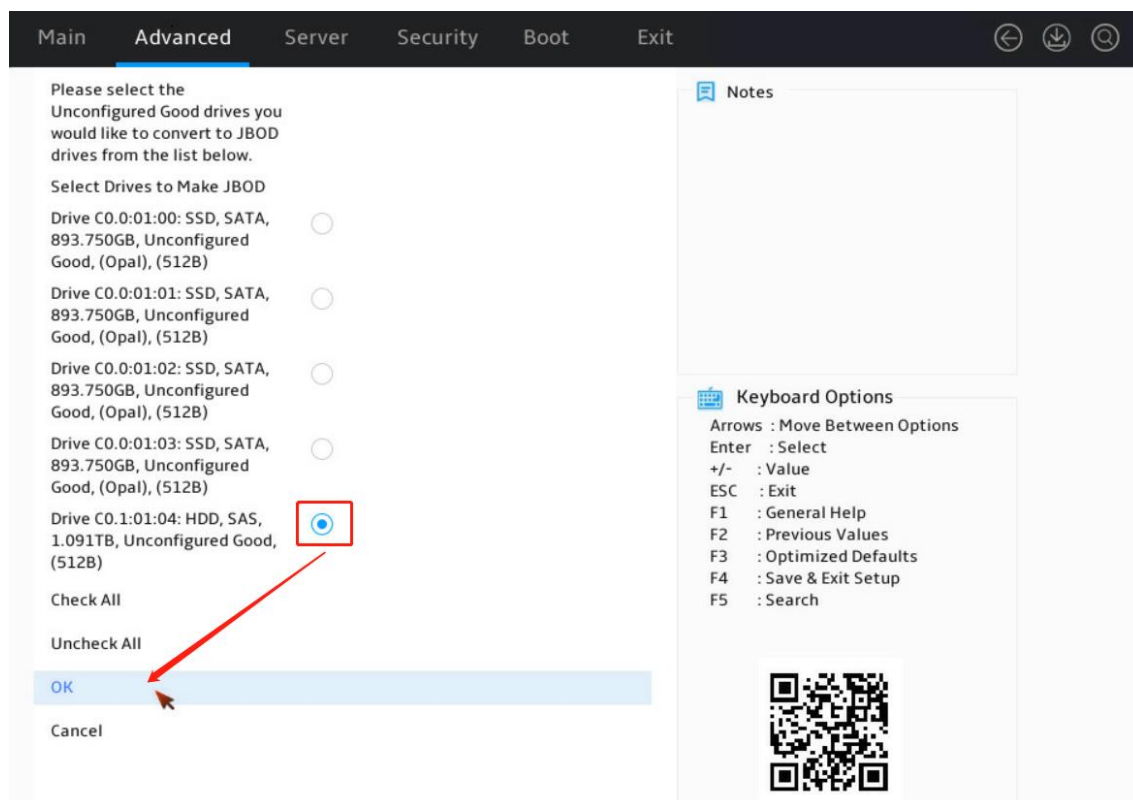 Main Advanced Server Security Boot Exit
Please select the
Unconfigured Good drives you
would like to convert to JBOD
drives from the list below.
Select Drives to Make JBOD
Drive C0.0:01:00: SSD, SATA,
893.750GB, Unconfigured
Good, (Opal), (512B)
Drive C0.0:01:01: SSD, SATA,
893.750GB, Unconfigured
Good, (Opal), (512B)
Drive C0.0:01:02: SSD, SATA,
893.750GB, Unconfigured
Good, (Opal), (512B)
Drive C0.0:01:03: SSD, SATA,
893.750GB, Unconfigured
Good, (Opal), (512B)
Drive C0.1:01:04: HDD, SAS,
1.091TB, Unconfigured Good,
(512B)
Check All
Uncheck All
OK
Cancel
Notes
Keyboard Options
Arrows : Move Between Options
Enter : Select
+/- : Value
ESC : Exit
F1 : General Help
F2 : Previous Values
F3 : Optimized Defaults
F4 : Save & Exit Setup
F5 : Search